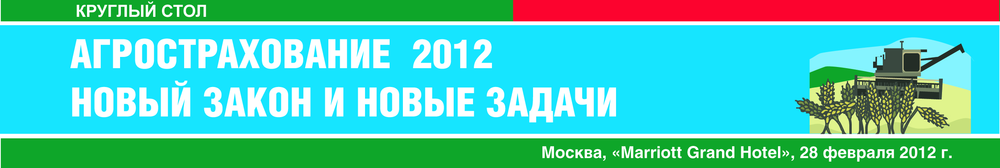 КРУГЛЫЙ СТОЛ
АГРОСТРАХОВАНИЕ 2012
НОВЫЙ ЗАКОН И НОВЫЕ ЗАДАЧИ
Москва, «Marriott Grand Hotel», 28 февраля 2012 г.